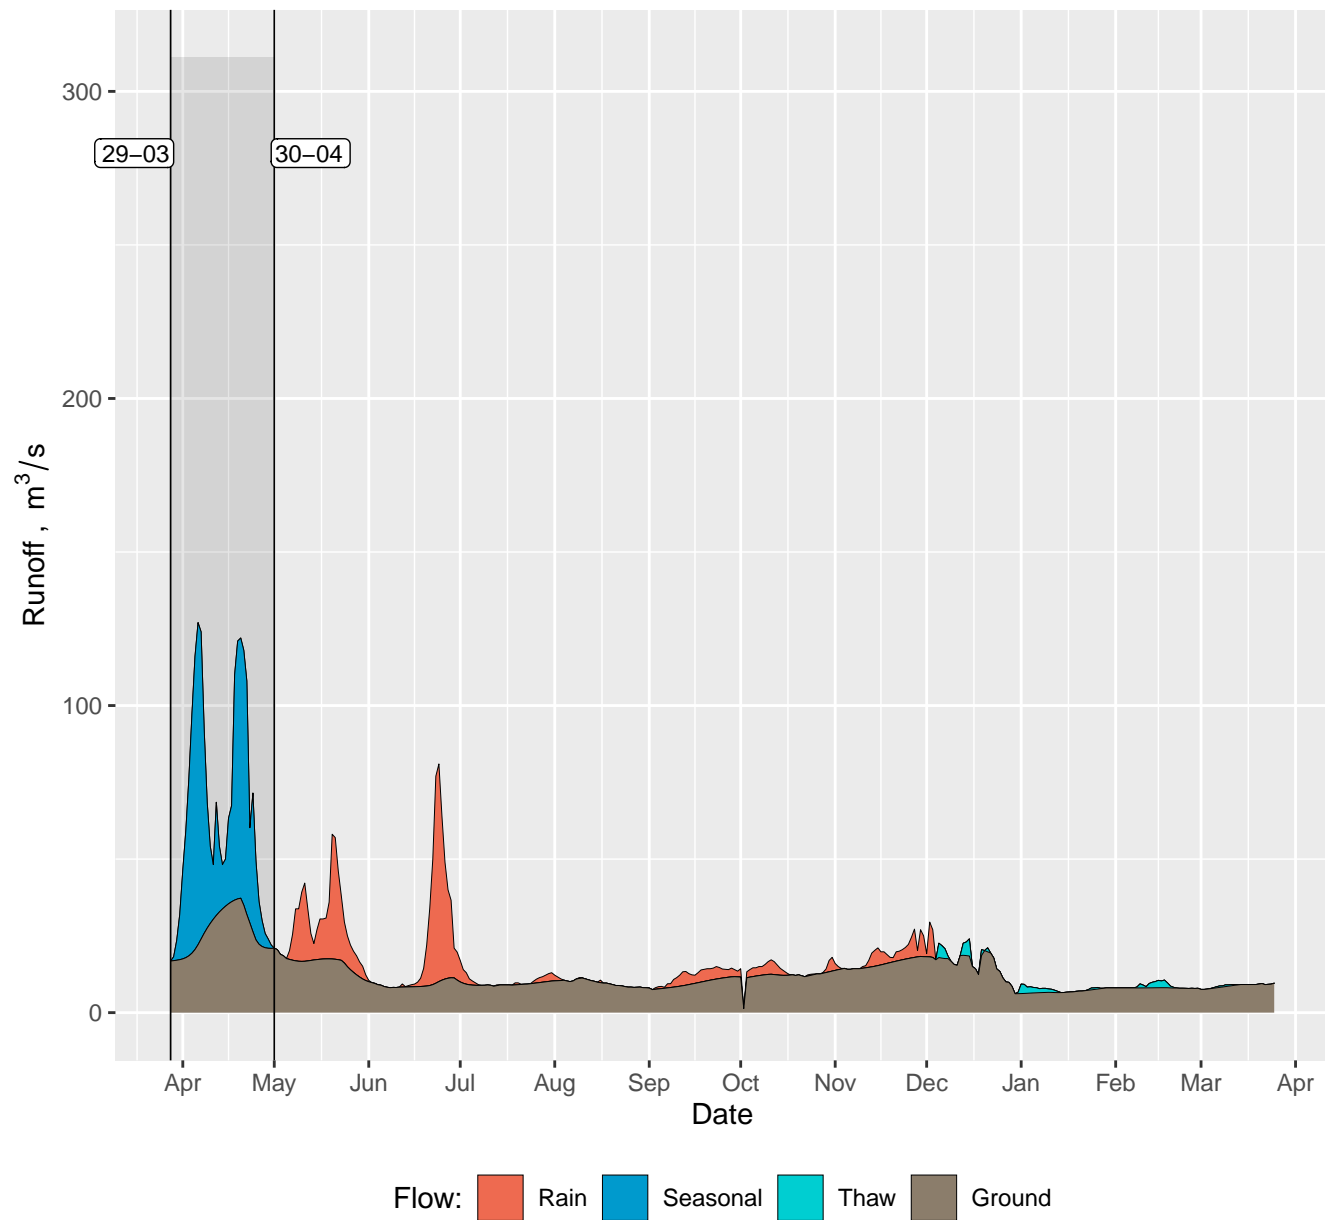 300
200
100
0
29−03
30−04
Runoff , m³/s
Apr May Jun Jul Aug Sep Oct Nov Dec Jan Feb Mar Apr
Date
Flow: Rain Seasonal Thaw Ground